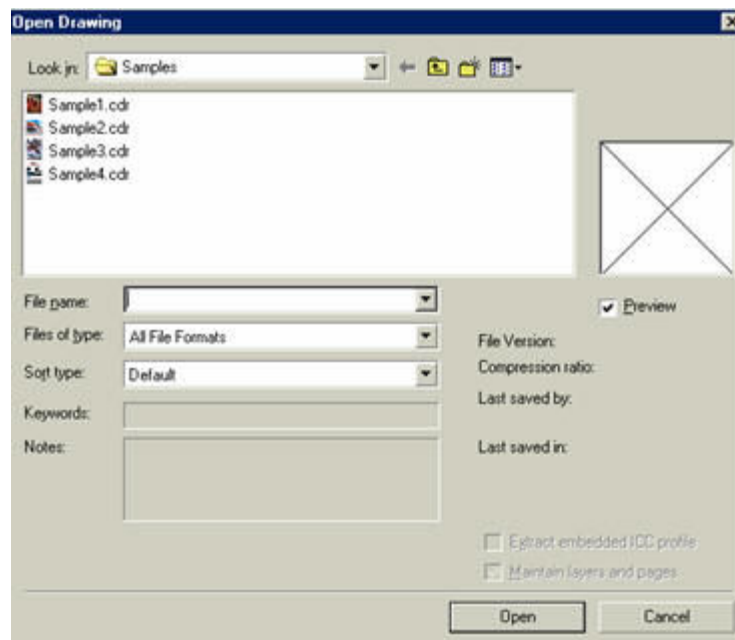 Open Drawing
Look in: Samples
Sample1.cdr
Sample2.cdr
Sample3.cdr
Sample4.cdr
File name:
Preview
Files of type: All File Formats
File Version:
Sort type: Default
Compression ratio:
Last saved by:
Keywords:
Notes:
Last saved in:
Extract embedded ICC profile
Maintain layers and pages
Open Cancel